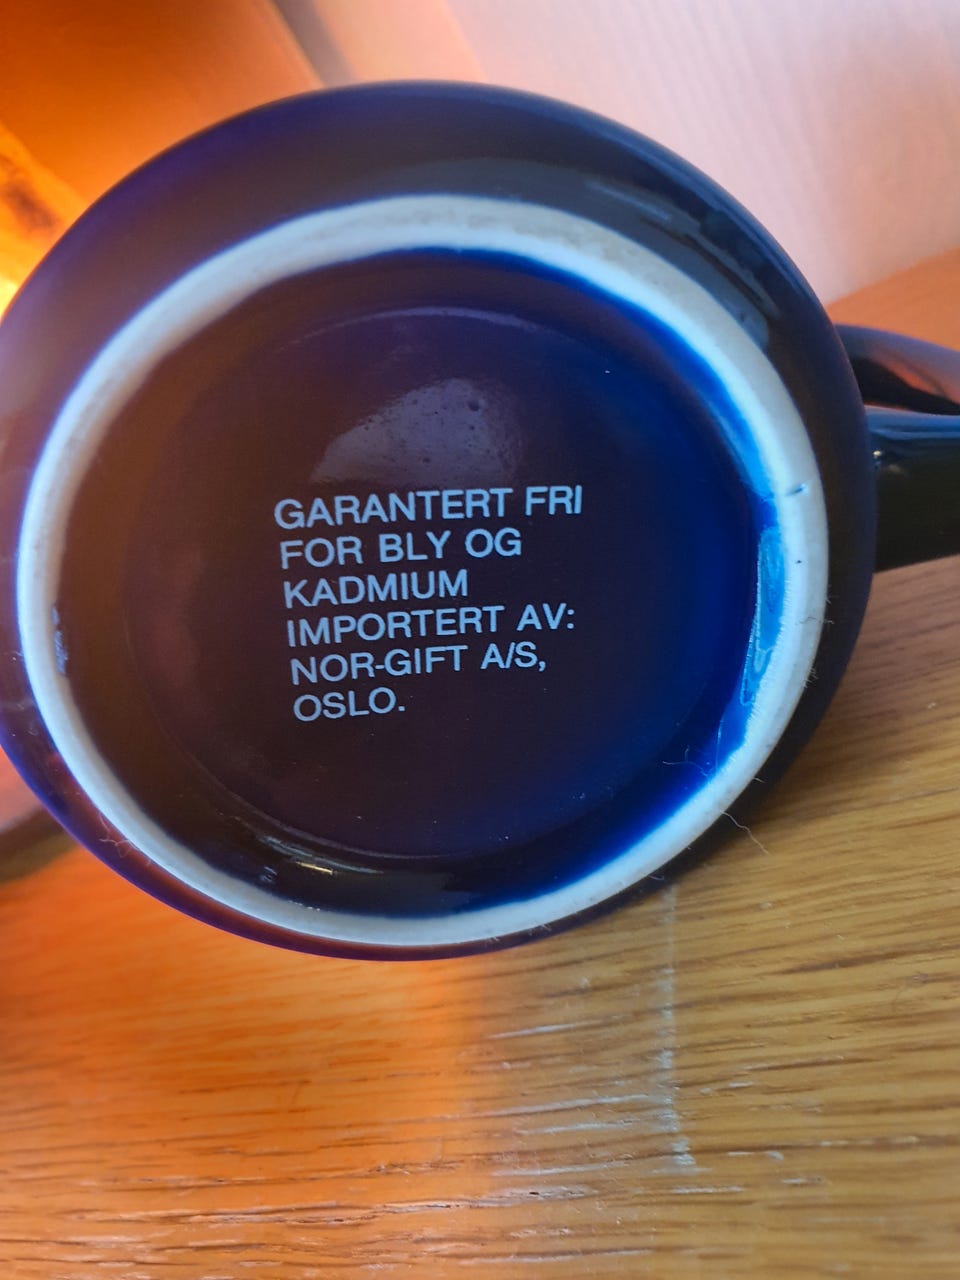 GARANTERT FRI
FOR BLY OG
KADMIUM
IMPORTERT AV:
NOR-GIFT A/S,
OSLO.